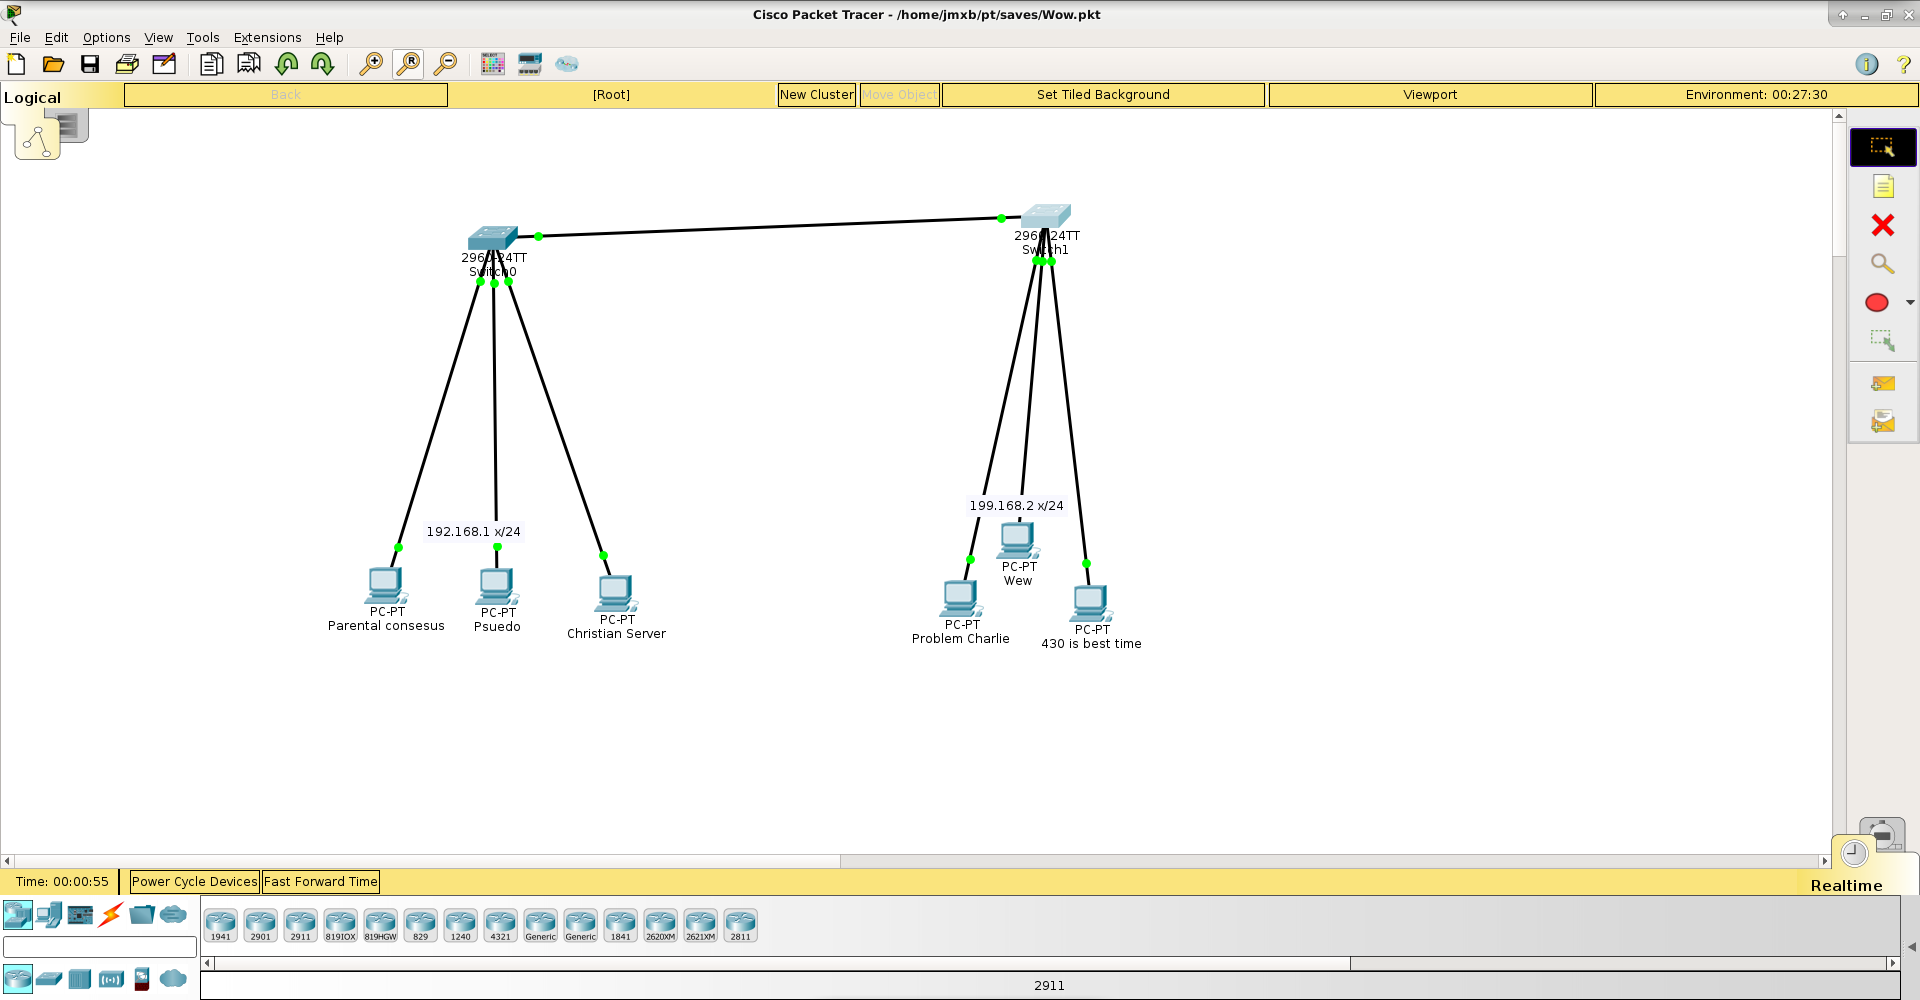 Cisco Packet Tracer - /home/jmxb/pt/saves/Wow.pkt
File Edit Options View Tools Extensions Help
Logical Back [Root] New Cluster Move Object Set Tiled Background Viewport Environment: 00:27:30
2960-24TT
Switch0
2960-24TT
Switch1
192.168.1 x/24
199.168.2 x/24
PC-PT
Parental consesus
PC-PT
Psuedo
PC-PT
Christian Server
PC-PT
Wew
PC-PT
Problem Charlie
PC-PT
430 is best time
Time: 00:00:55 Power Cycle Devices Fast Forward Time Realtime
1941 2901 2911 819IOX 819HGW 829 1240 4321 Generic Generic 1841 2620XM 2621XM 2811
2911